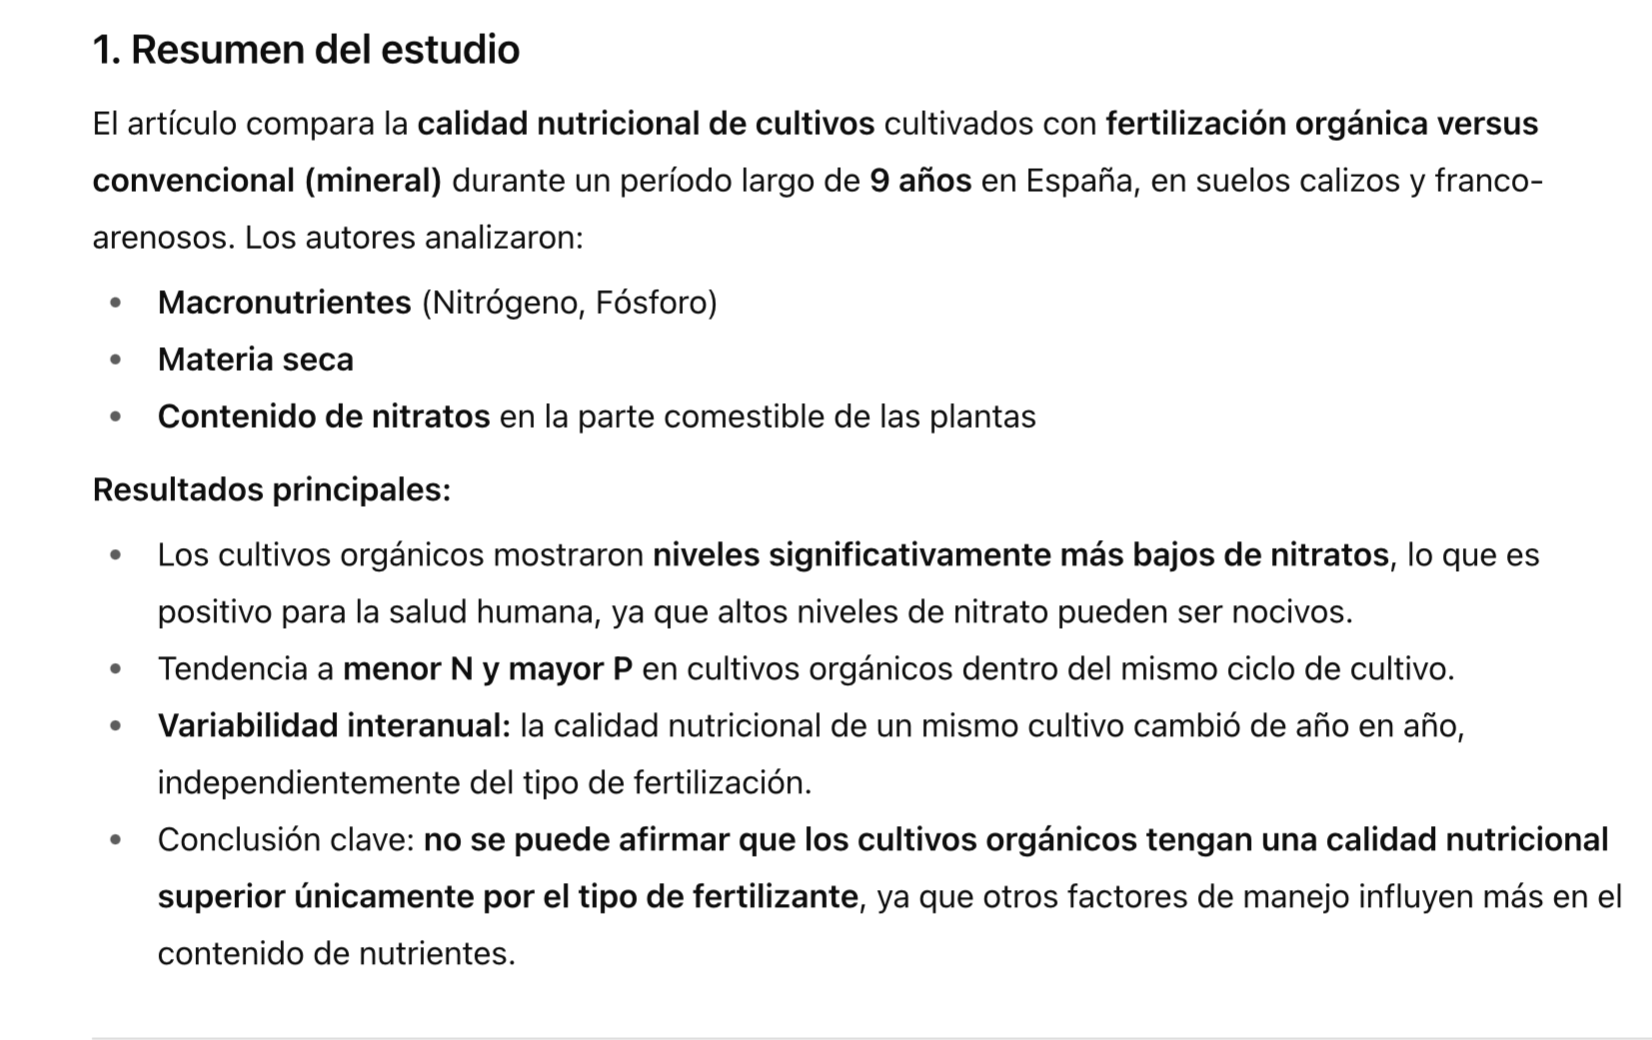 1. Resumen del estudio
El artículo compara la calidad nutricional de cultivos cultivados con fertilización orgánica versus
convencional (mineral) durante un período largo de 9 años en España, en suelos calizos y franco-
arenosos. Los autores analizaron:
• Macronutrientes (Nitrógeno, Fósforo)
• Materia seca
• Contenido de nitratos en la parte comestible de las plantas
Resultados principales:
• Los cultivos orgánicos mostraron niveles significativamente más bajos de nitratos, lo que es
positivo para la salud humana, ya que altos niveles de nitrato pueden ser nocivos.
• Tendencia a menor N y mayor P en cultivos orgánicos dentro del mismo ciclo de cultivo.
• Variabilidad interanual: la calidad nutricional de un mismo cultivo cambió de año en año,
independientemente del tipo de fertilización.
• Conclusión clave: no se puede afirmar que los cultivos orgánicos tengan una calidad nutricional
superior únicamente por el tipo de fertilizante, ya que otros factores de manejo influyen más en el
contenido de nutrientes.